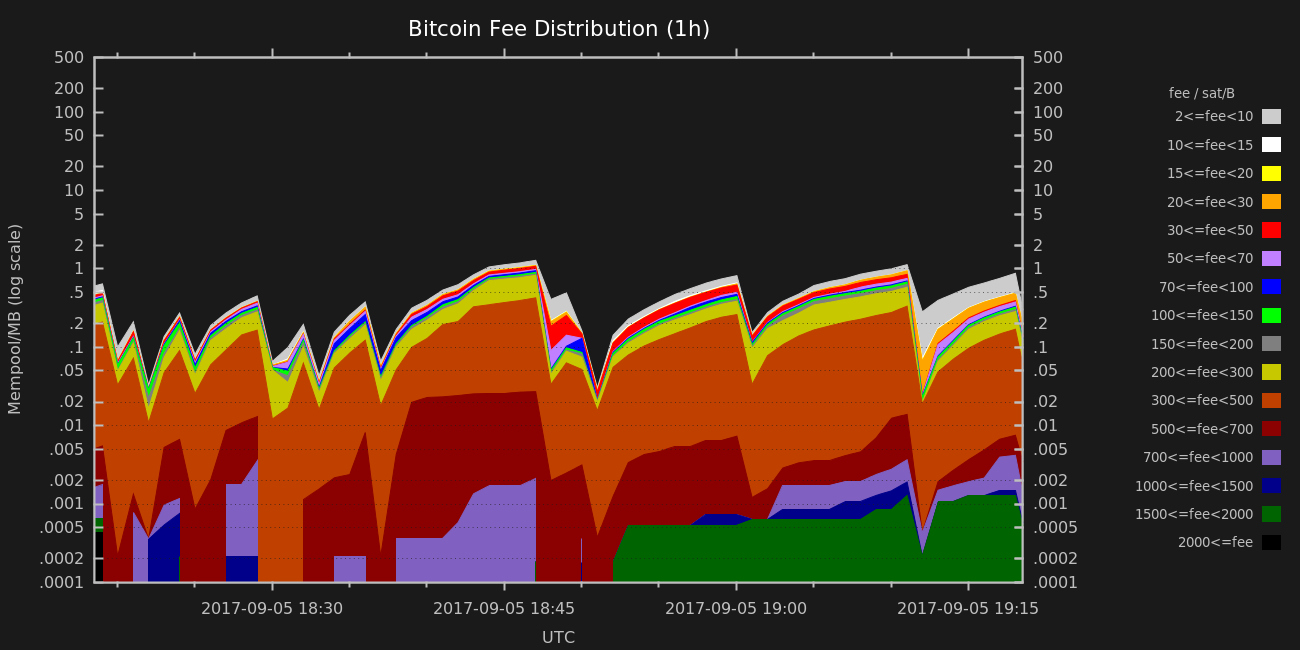 Bitcoin Fee Distribution (1h)
500 500
200 200
100 100
50 50
20 20
10 10
5 5
2 2
1 1
.5 .5
.2 .2
.1 .1
.05 .05
.02 .02
.01 .01
.005 .005
.002 .002
.001 .001
.0005 .0005
.0002 .0002
.0001 .0001
Mempool/MB (log scale)
2017-09-05 18:30 2017-09-05 18:45 2017-09-05 19:00 2017-09-05 19:15
UTC
fee / sat/B
2<=fee<10
10<=fee<15
15<=fee<20
20<=fee<30
30<=fee<50
50<=fee<70
70<=fee<100
100<=fee<150
150<=fee<200
200<=fee<300
300<=fee<500
500<=fee<700
700<=fee<1000
1000<=fee<1500
1500<=fee<2000
2000<=fee